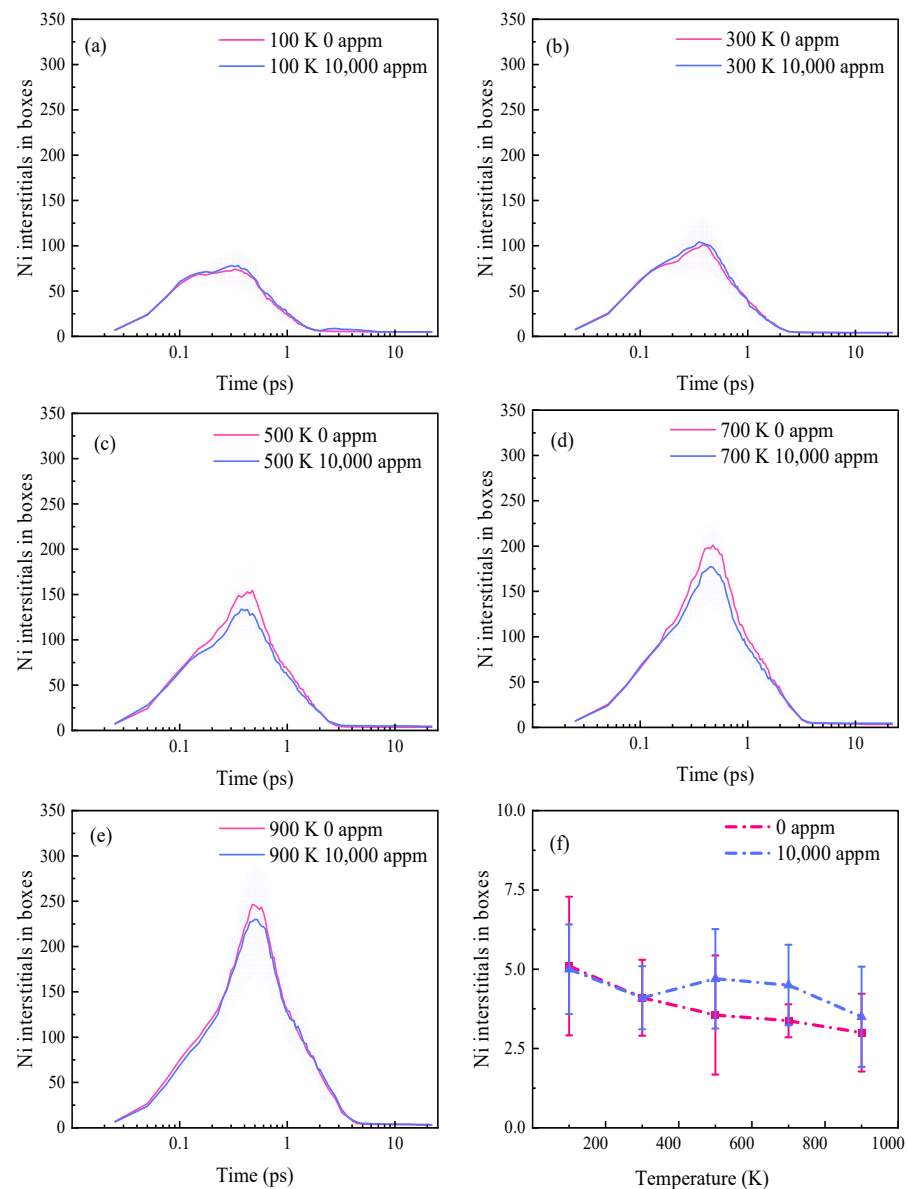 (a)
100 K 0 appm
100 K 10,000 appm
Ni interstitials in boxes
350
300
250
200
150
100
50
0
0.1 1 10
Time (ps)
(b)
300 K 0 appm
300 K 10,000 appm
Ni interstitials in boxes
350
300
250
200
150
100
50
0
0.1 1 10
Time (ps)
(c)
500 K 0 appm
500 K 10,000 appm
Ni interstitials in boxes
350
300
250
200
150
100
50
0
0.1 1 10
Time (ps)
(d)
700 K 0 appm
700 K 10,000 appm
Ni interstitials in boxes
350
300
250
200
150
100
50
0
0.1 1 10
Time (ps)
(e)
900 K 0 appm
900 K 10,000 appm
Ni interstitials in boxes
350
300
250
200
150
100
50
0
0.1 1 10
Time (ps)
(f)
0 appm
10,000 appm
Ni interstitials in boxes
10.0
7.5
5.0
2.5
0.0
200 400 600 800 1000
Temperature (K)